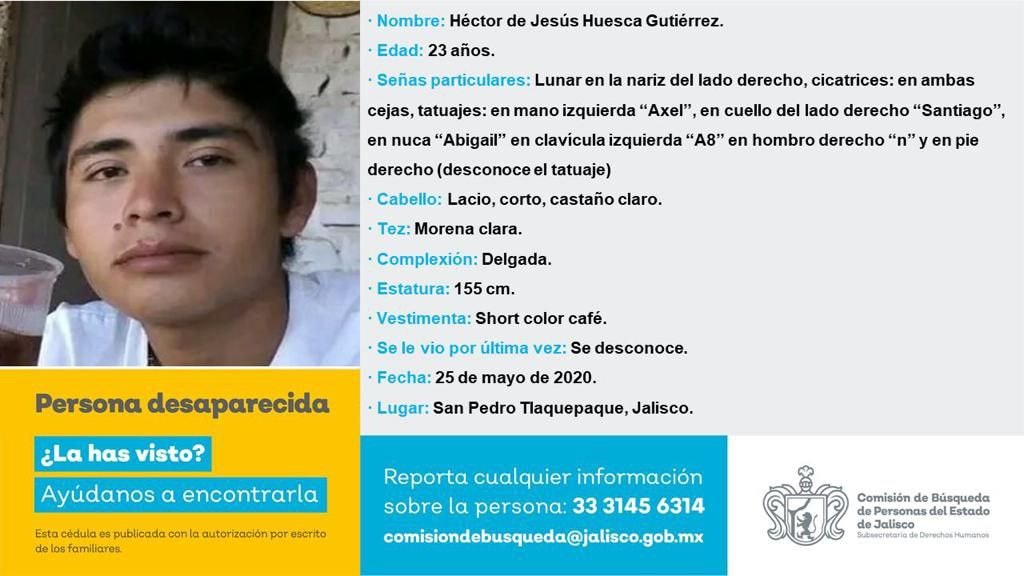 · Nombre: Héctor de Jesús Huesca Gutiérrez.
· Edad: 23 años.
· Señas particulares: Lunar en la nariz del lado derecho, cicatrices: en ambas
cejas, tatuajes: en mano izquierda “Axel”, en cuello del lado derecho “Santiago”,
en nuca “Abigail” en clavícula izquierda “A8” en hombro derecho “n” y en pie
derecho (desconoce el tatuaje)
· Cabello: Lacio, corto, castaño claro.
· Tez: Morena clara.
· Complexión: Delgada.
· Estatura: 155 cm.
· Vestimenta: Short color café.
· Se le vio por última vez: Se desconoce.
· Fecha: 25 de mayo de 2020.
· Lugar: San Pedro Tlaquepaque, Jalisco.
Persona desaparecida
¿La has visto?
Ayúdanos a encontrarla
Esta cédula es publicada con la autorización por escrito
de los familiares.
Reporta cualquier información
sobre la persona: 33 3145 6314
comisiondebusqueda@jalisco.gob.mx
Comisión de Búsqueda
de Personas del Estado
de Jalisco
Subsecretaría de Derechos Humanos